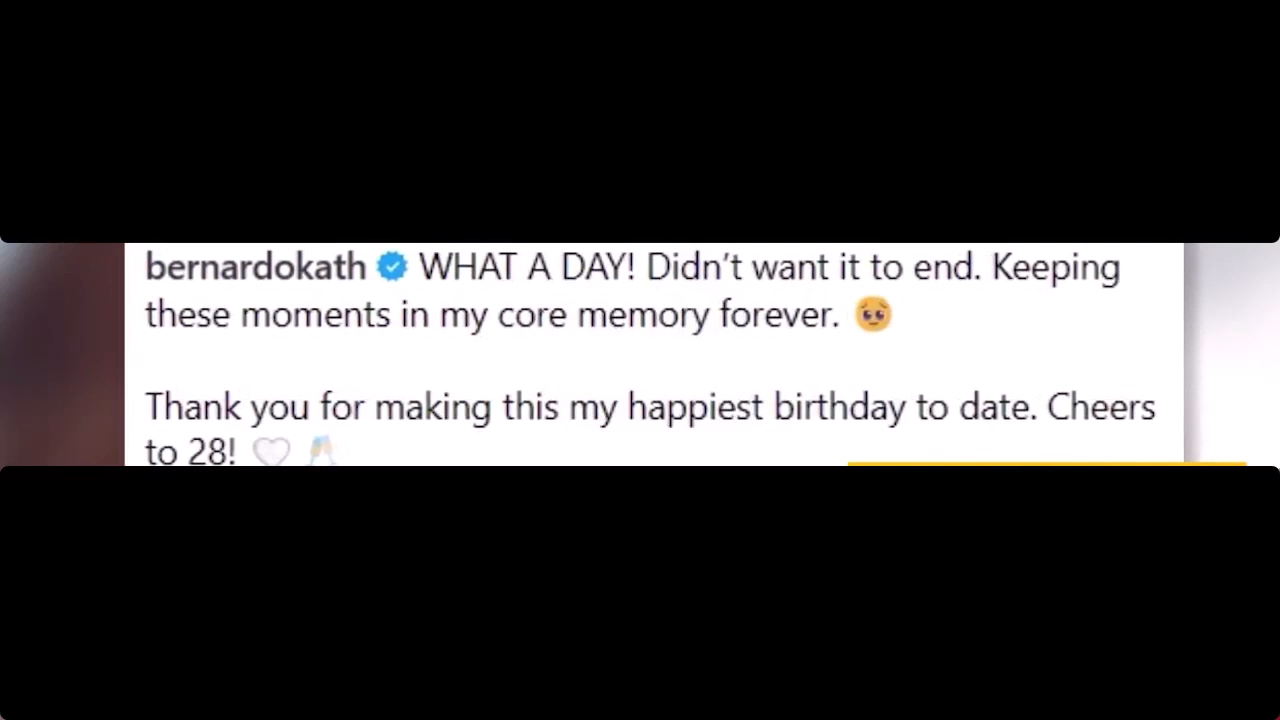 bernardokath WHAT A DAY! Didn't want it to end. Keeping
these moments in my core memory forever. 🥹
Thank you for making this my happiest birthday to date. Cheers
to 28! 🤍 🥂